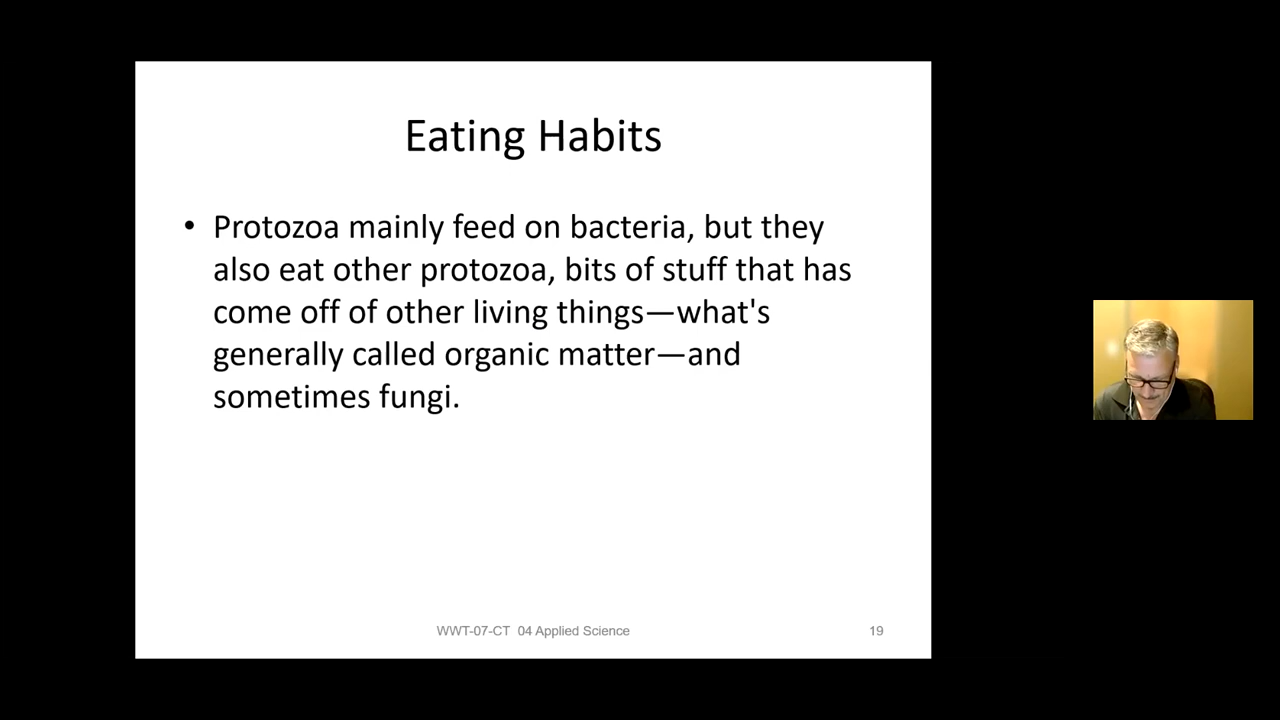 Eating Habits
• Protozoa mainly feed on bacteria, but they
also eat other protozoa, bits of stuff that has
come off of other living things—what's
generally called organic matter—and
sometimes fungi.
WWT-07-CT 04 Applied Science
19